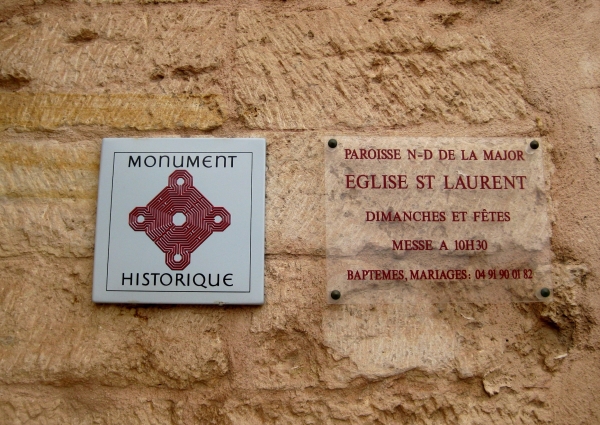 MONUMENT
HISTORIQUE
PAROISSE N=D DE LA MAJOR
EGLISE ST LAURENT
DIMANCHES ET FÊTES
MESSE A 10H30
BAPTEMES, MARIAGES: 04 91 90 01 82